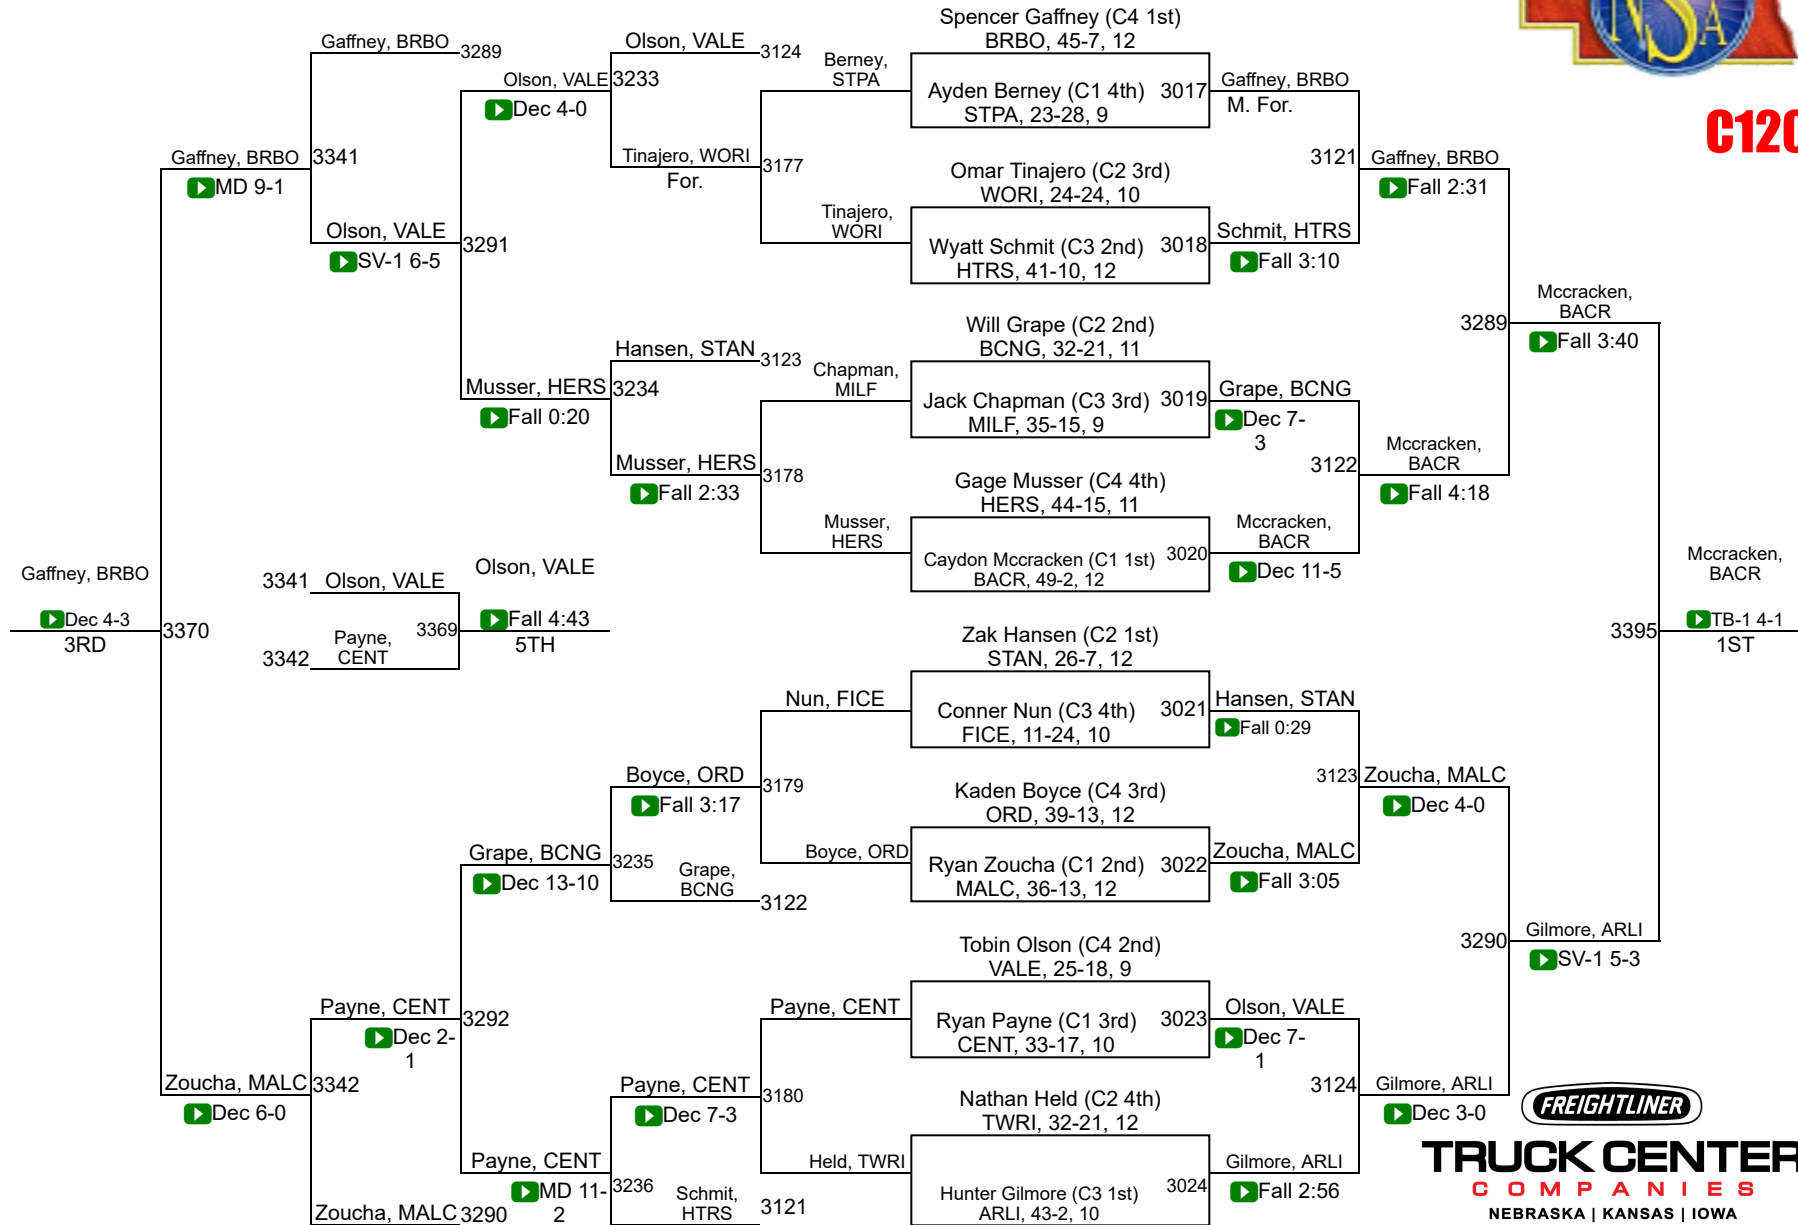 NSA
C120
Spencer Gaffney (C4 1st)
BRBO, 45-7, 12
Ayden Berney (C1 4th) 3017
STPA, 23-28, 9
Omar Tinajero (C2 3rd)
WORI, 24-24, 10
Wyatt Schmit (C3 2nd) 3018
HTRS, 41-10, 12
Will Grape (C2 2nd)
BCNG, 32-21, 11
Jack Chapman (C3 3rd) 3019
MILF, 35-15, 9
Gage Musser (C4 4th)
HERS, 44-15, 11
Caydon Mccracken (C1 1st) 3020
BACR, 49-2, 12
Zak Hansen (C2 1st)
STAN, 26-7, 12
Conner Nun (C3 4th) 3021
FICE, 11-24, 10
Kaden Boyce (C4 3rd)
ORD, 39-13, 12
Ryan Zoucha (C1 2nd) 3022
MALC, 36-13, 12
Tobin Olson (C4 2nd)
VALE, 25-18, 9
Ryan Payne (C1 3rd) 3023
CENT, 33-17, 10
Nathan Held (C2 4th)
TWRI, 32-21, 12
Hunter Gilmore (C3 1st) 3024
ARLI, 43-2, 10
Gaffney, BRBO
M. For.
Schmit, HTRS
Fall 3:10
Grape, BCNG
Dec 7-
3
Mccracken,
BACR
Dec 11-5
Hansen, STAN
Fall 0:29
Zoucha, MALC
Fall 3:05
Olson, VALE
Dec 7-
1
Gilmore, ARLI
Fall 2:56
3121 Gaffney, BRBO
Fall 2:31
3122
Mccracken,
BACR
Fall 4:18
3123 Zoucha, MALC
Dec 4-0
3124 Gilmore, ARLI
Dec 3-0
3289
Mccracken,
BACR
Fall 3:40
3290 Gilmore, ARLI
SV-1 5-3
3395
Mccracken,
BACR
TB-1 4-1
1ST
Berney,
STPA
Tinajero,
WORI
Chapman,
MILF
Musser,
HERS
Nun, FICE
Boyce, ORD
Payne, CENT
Held, TWRI
Olson, VALE 3124
Tinajero, WORI 3177
For.
Hansen, STAN 3123
Musser, HERS 3178
Fall 2:33
Boyce, ORD 3179
Fall 3:17
Grape,
BCNG
3122
Payne, CENT 3180
Dec 7-3
Schmit,
HTRS
3121
Olson, VALE 3233
Dec 4-0
Musser, HERS 3234
Fall 0:20
Grape, BCNG 3235
Dec 13-10
Payne, CENT 3236
MD 11-
2
Gaffney, BRBO 3289
Olson, VALE 3291
SV-1 6-5
Payne, CENT 3292
Dec 2-
1
Zoucha, MALC 3290
Gaffney, BRBO 3341
MD 9-1
Zoucha, MALC 3342
Dec 6-0
Gaffney, BRBO
Dec 4-3
3RD
3370
3341 Olson, VALE
3342
Payne,
CENT
3369
Olson, VALE
Fall 4:43
5TH
FREIGHTLINER
TRUCK CENTER
COMPANIES
NEBRASKA | KANSAS | IOWA